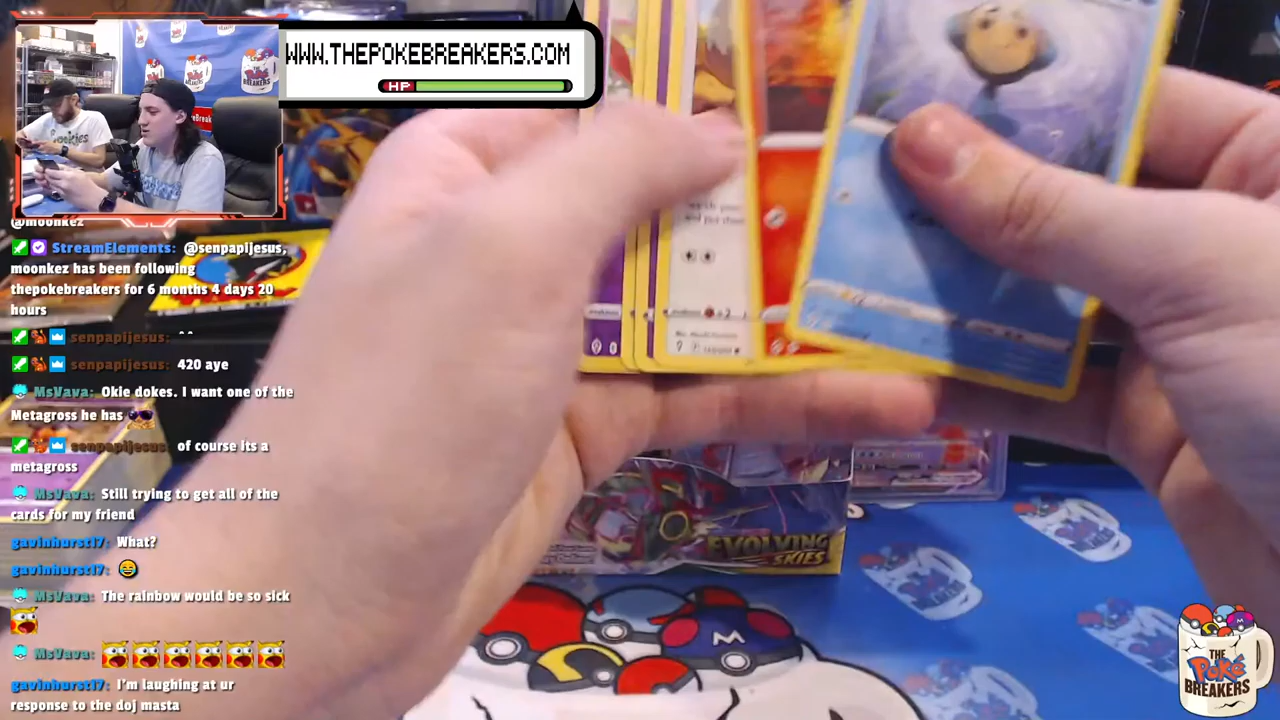 WWW.THEPOKEBREAKERS.COM
HP
@moonkez
StreamElements: @senpapijesus,
moonkez has been following
thepokebreakers for 6 months 4 days 20
hours
senpapijesus: ^^
senpapijesus: 420 aye
MsVava: Okie dokes. I want one of the
Metagross he has
senpapijesus: of course its a
metagross
MsVava: Still trying to get all of the
cards for my friend
gavinhurst17: What?
gavinhurst17:
MsVava: The rainbow would be so sick
MsVava:
gavinhurst17: I'm laughing at ur
response to the doj masta
EVOLVING
SKIES
M
THE
Poké
BREAKERS